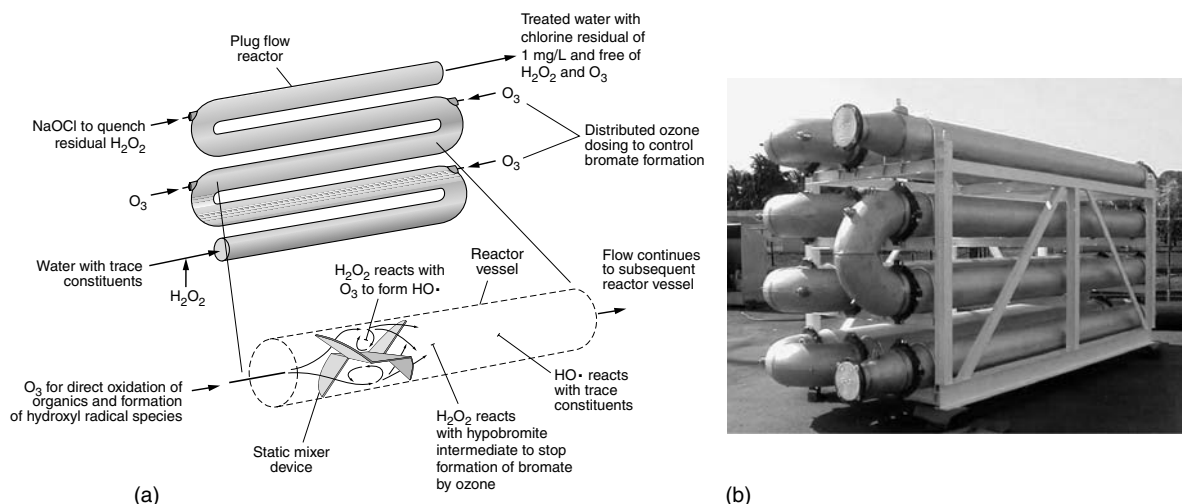 Plug flow
reactor
Treated water with
chlorine residual of
1 mg/L and free of
H₂O₂ and O₃
NaOCl to quench
residual H₂O₂
O₃
Distributed ozone
dosing to control
bromate formation
O₃
O₃
Water with trace
constituents
H₂O₂
H₂O₂ reacts with
O₃ to form HO·
Reactor
vessel
Flow continues
to subsequent
reactor vessel
O₃ for direct oxidation of
organics and formation
of hydroxyl radical species
Static mixer
device
H₂O₂ reacts
with hypobromite
intermediate to stop
formation of bromate
by ozone
HO· reacts
with trace
constituents
(a)
(b)